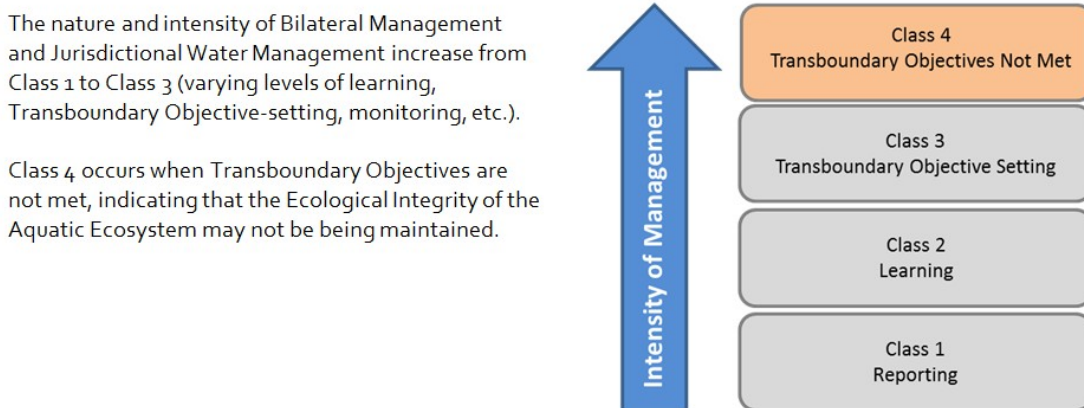 The nature and intensity of Bilateral Management
and Jurisdictional Water Management increase from
Class 1 to Class 3 (varying levels of learning,
Transboundary Objective-setting, monitoring, etc.).
Class 4 occurs when Transboundary Objectives are
not met, indicating that the Ecological Integrity of the
Aquatic Ecosystem may not be being maintained.
Intensity of Management
Class 4
Transboundary Objectives Not Met
Class 3
Transboundary Objective Setting
Class 2
Learning
Class 1
Reporting